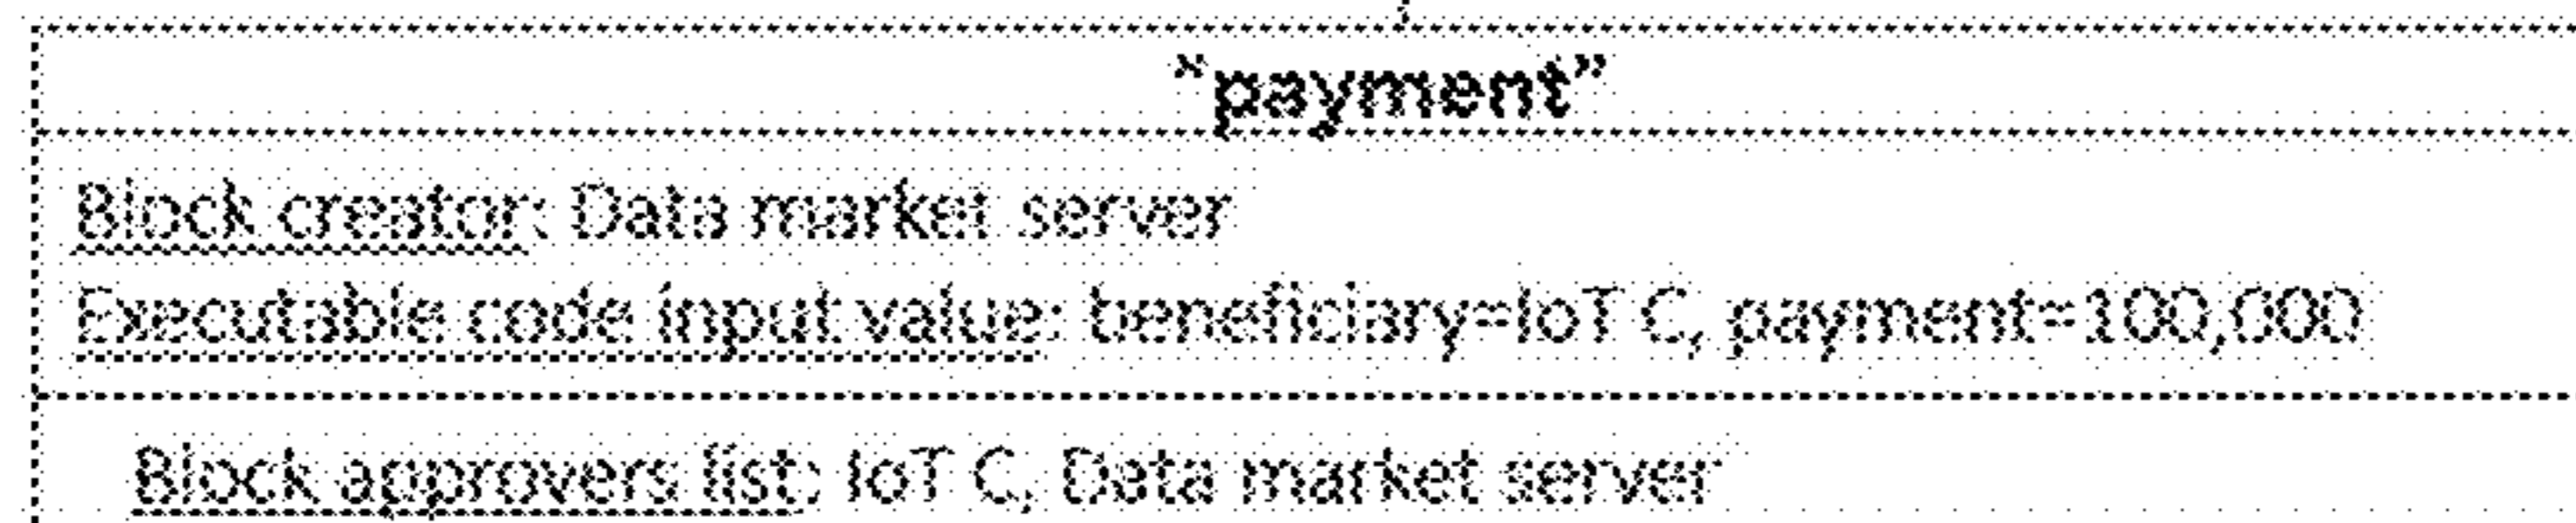 “payment”
Block creator: Data market server
Executable code input value: beneficiary=IoT C, payment=100,000
Block approvers list: IoT C, Data market server